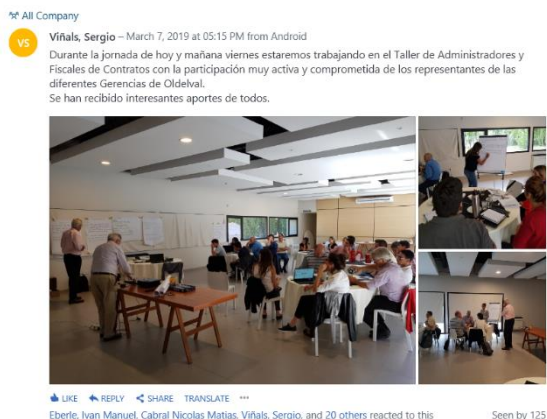 All Company
VS
Viñals, Sergio – March 7, 2019 at 05:15 PM from Android
Durante la jornada de hoy y mañana viernes estaremos trabajando en el Taller de Administradores y
Fiscales de Contratos con la participación muy activa y comprometida de los representantes de las
diferentes Gerencias de Oldelval.
Se han recibido interesantes aportes de todos.
LIKE REPLY SHARE TRANSLATE •••
Eberle, Ivan Manuel, Cabral Nicolas Matias, Viñals, Sergio, and 20 others reacted to this
Seen by 125